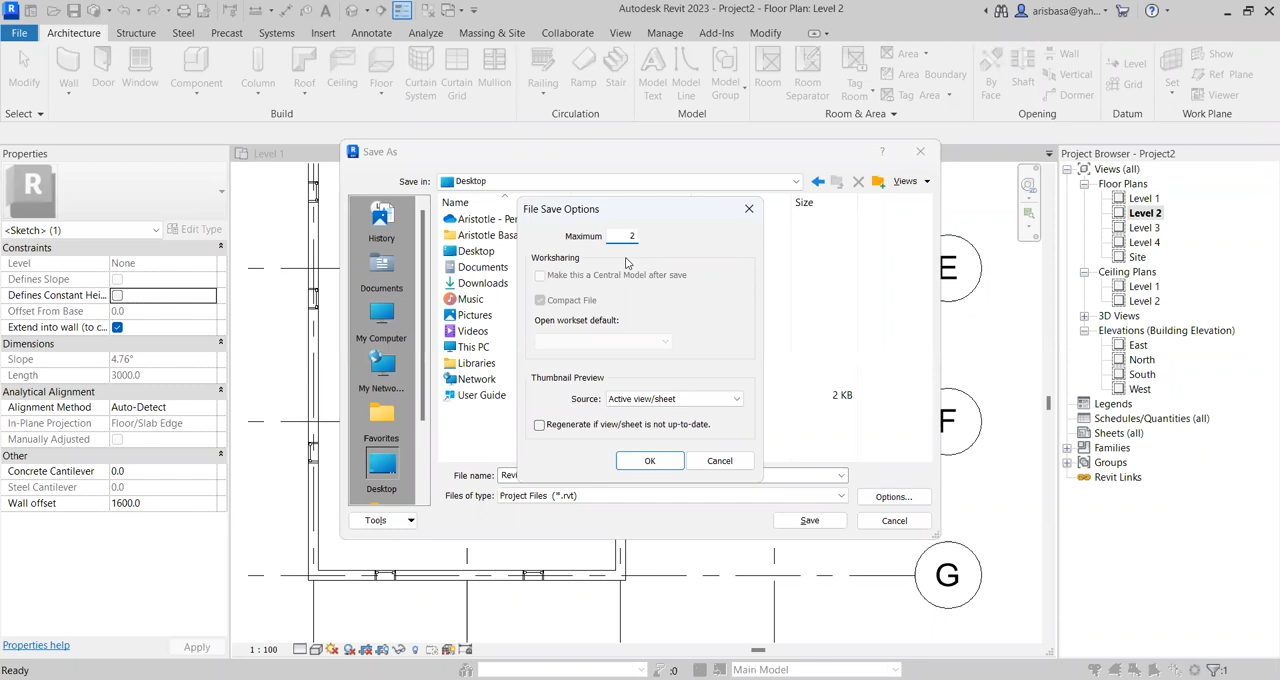 Autodesk Revit 2023 - Project2 - Floor Plan: Level 2
arisbasa@yah...
File Architecture Structure Steel Precast Systems Insert Annotate Analyze Massing & Site Collaborate View Manage Add-Ins Modify
Modify
Wall
Door
Window
Component
Column
Roof
Ceiling
Floor
Curtain System
Curtain Grid
Mullion
Railing
Ramp
Stair
Model Text
Model Line
Model Group
Room
Room Separator
Tag Room
Area
Area Boundary
Tag Area
By Face
Shaft
Wall
Vertical
Dormer
Level
Grid
Set
Show
Ref Plane
Viewer
Select Build Circulation Model Room & Area Opening Datum Work Plane
Properties
R
<Sketch> (1) Edit Type
Constraints
Level None
Defines Slope
Defines Constant Hei...
Offset From Base 0.0
Extend into wall (to c...
Dimensions
Slope 4.76°
Length 3000.0
Analytical Alignment
Alignment Method Auto-Detect
In-Plane Projection Floor/Slab Edge
Manually Adjusted
Other
Concrete Cantilever 0.0
Steel Cantilever 0.0
Wall offset 1600.0
Properties help Apply
Level 1
Save As
Save in: Desktop Views
History
Documents
My Computer
My Netwo...
Favorites
Desktop
Name Size
Aristotle - Per
Aristotle Basa
Desktop
Documents
Downloads
Music
Pictures
Videos
This PC
Libraries
Network
User Guide 2 KB
File name: Revi
Files of type: Project Files (*.rvt) Options...
Tools Save Cancel
File Save Options
Maximum 2
Worksharing
Make this a Central Model after save
Compact File
Open workset default:
Thumbnail Preview
Source: Active view/sheet
Regenerate if view/sheet is not up-to-date.
OK Cancel
E
F
G
Project Browser - Project2
Views (all)
Floor Plans
Level 1
Level 2
Level 3
Level 4
Site
Ceiling Plans
Level 1
Level 2
3D Views
Elevations (Building Elevation)
East
North
South
West
Legends
Schedules/Quantities (all)
Sheets (all)
Families
Groups
Revit Links
1 : 100
Ready :0 Main Model :1